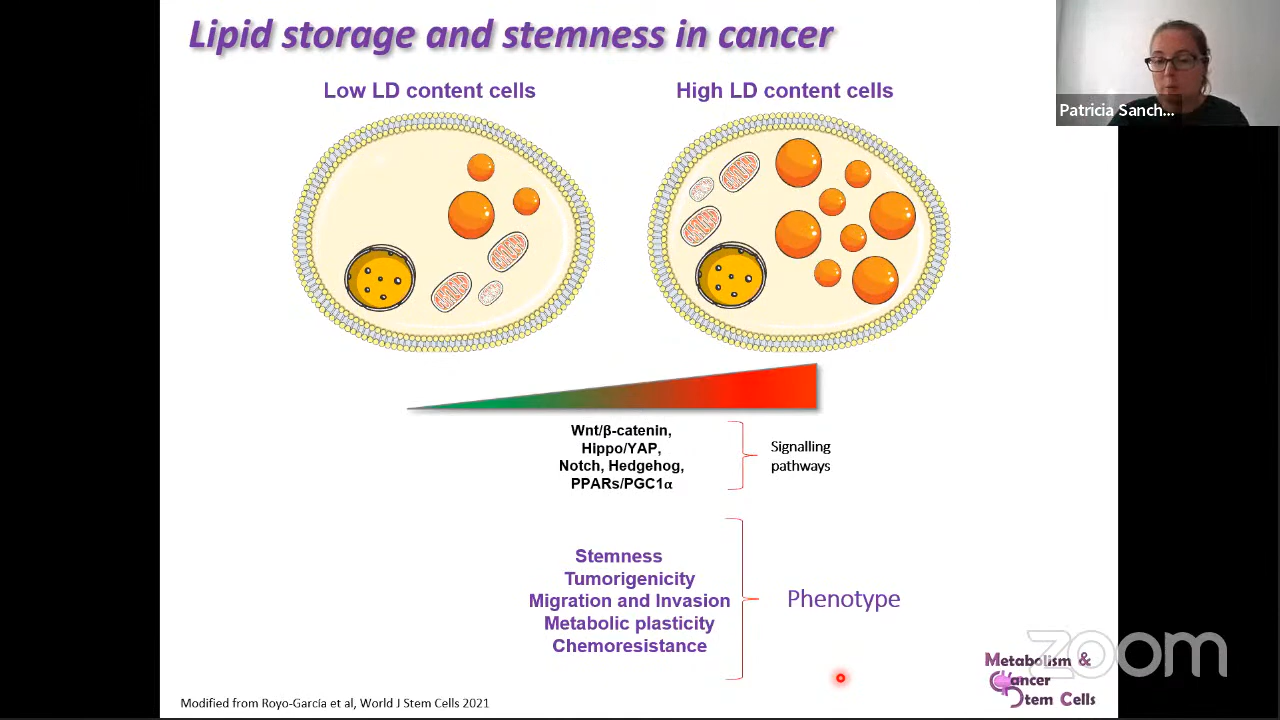 Lipid storage and stemness in cancer
Low LD content cells
High LD content cells
Patricia Sanch...
Wnt/β-catenin,
Hippo/YAP,
Notch, Hedgehog,
PPARs/PGC1α
Signalling
pathways
Stemness
Tumorigenicity
Migration and Invasion
Metabolic plasticity
Chemoresistance
Phenotype
zoom
Metabolism &
Cancer
Stem Cells
Modified from Royo-García et al, World J Stem Cells 2021